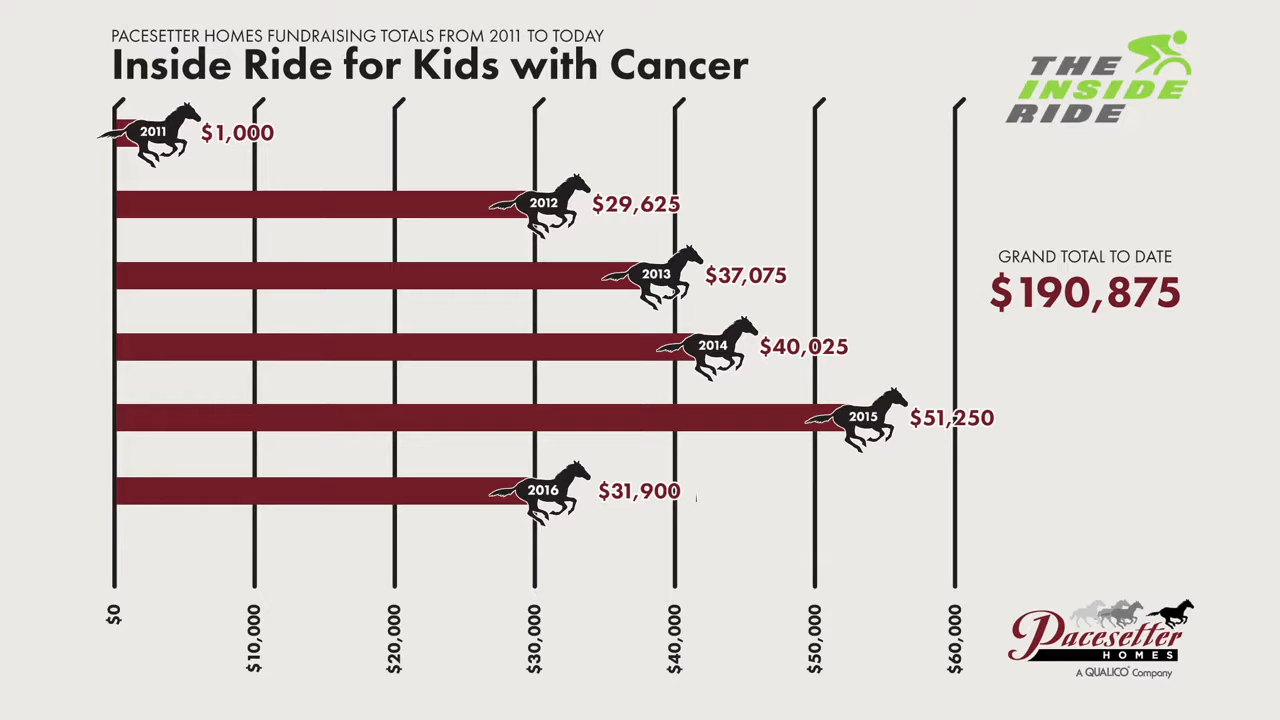 PACESETTER HOMES FUNDRAISING TOTALS FROM 2011 TO TODAY
Inside Ride for Kids with Cancer
THE
INSIDE
RIDE
2011 $1,000
2012 $29,625
2013 $37,075
2014 $40,025
2015 $51,250
2016 $31,900
GRAND TOTAL TO DATE
$190,875
$0 $10,000 $20,000 $30,000 $40,000 $50,000 $60,000
Pacesetter
HOMES
A QUALICO® Company